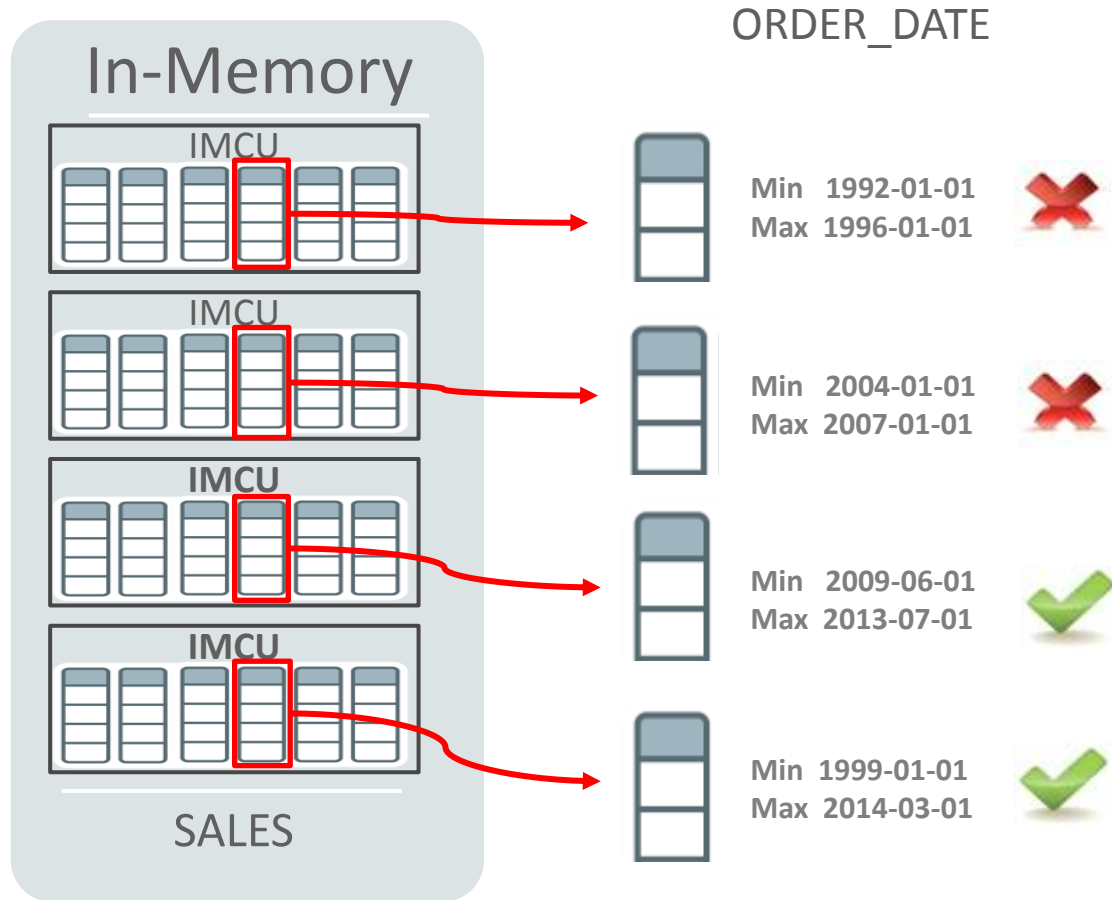 ORDER_DATE
In-Memory
IMCU
Min 1992-01-01
Max 1996-01-01
IMCU
Min 2004-01-01
Max 2007-01-01
IMCU
Min 2009-06-01
Max 2013-07-01
IMCU
Min 1999-01-01
Max 2014-03-01
SALES